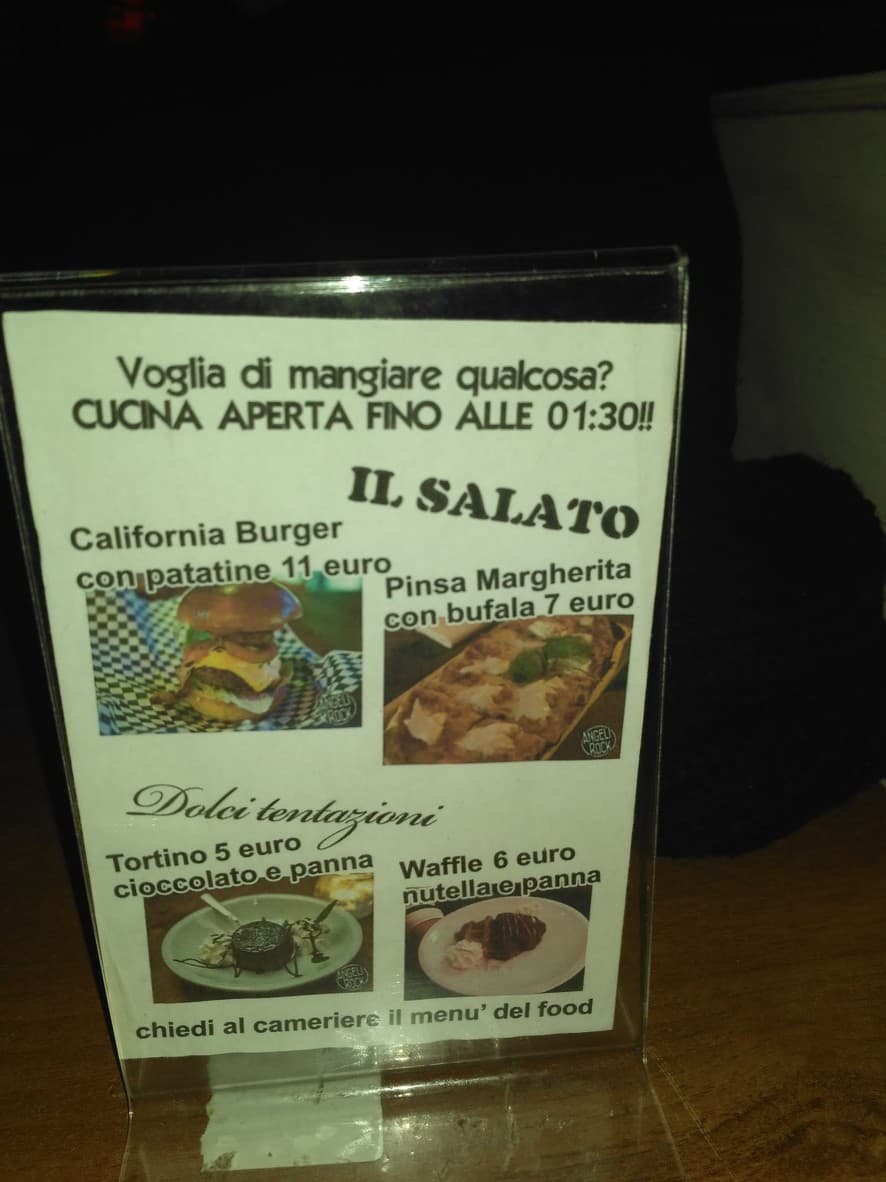 Voglia di mangiare qualcosa?
CUCINA APERTA FINO ALLE 01:30!!
IL SALATO
California Burger
con patatine 11 euro
Pinsa Margherita
con bufala 7 euro
ANGELI
ROCK
ANGELI
ROCK
Dolci tentazioni
Tortino 5 euro
cioccolato e panna
Waffle 6 euro
nutella e panna
ANGELI
ROCK
chiedi al cameriere il menu' del food